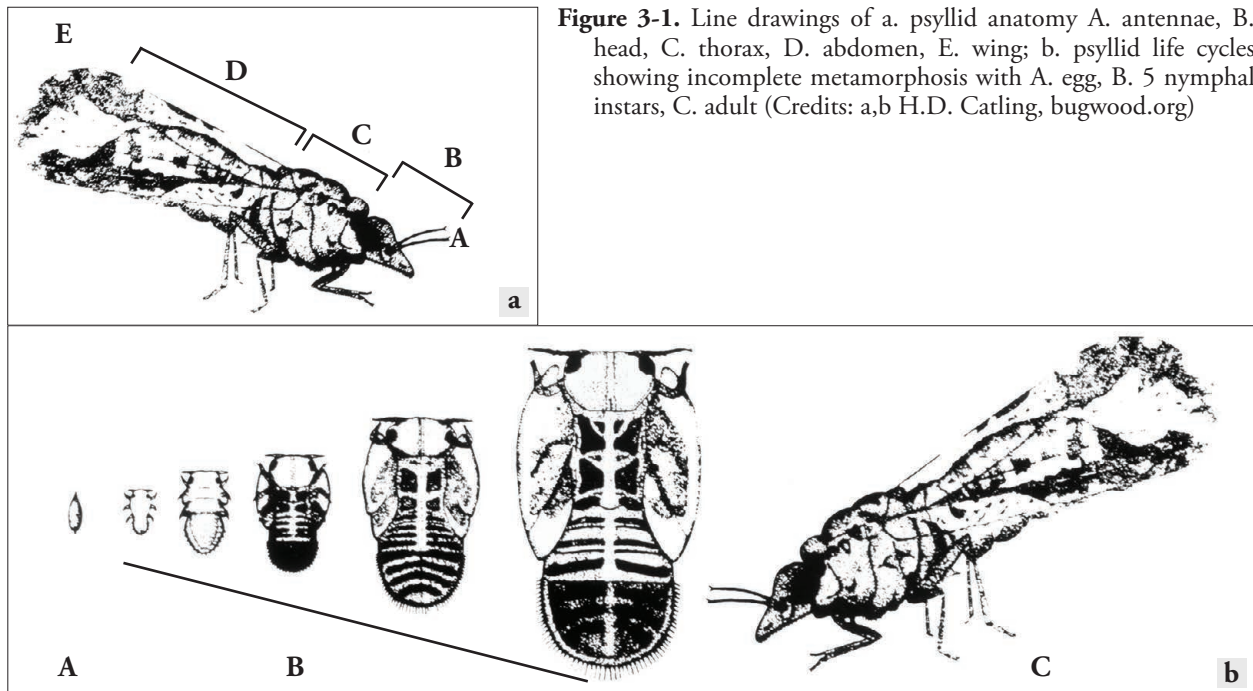 E
D
C
B
A
a
Figure 3-1. Line drawings of a. psyllid anatomy A. antennae, B.
head, C. thorax, D. abdomen, E. wing; b. psyllid life cycles
showing incomplete metamorphosis with A. egg, B. 5 nymphal
instars, C. adult (Credits: a,b H.D. Catling, bugwood.org)
A
B
C
b